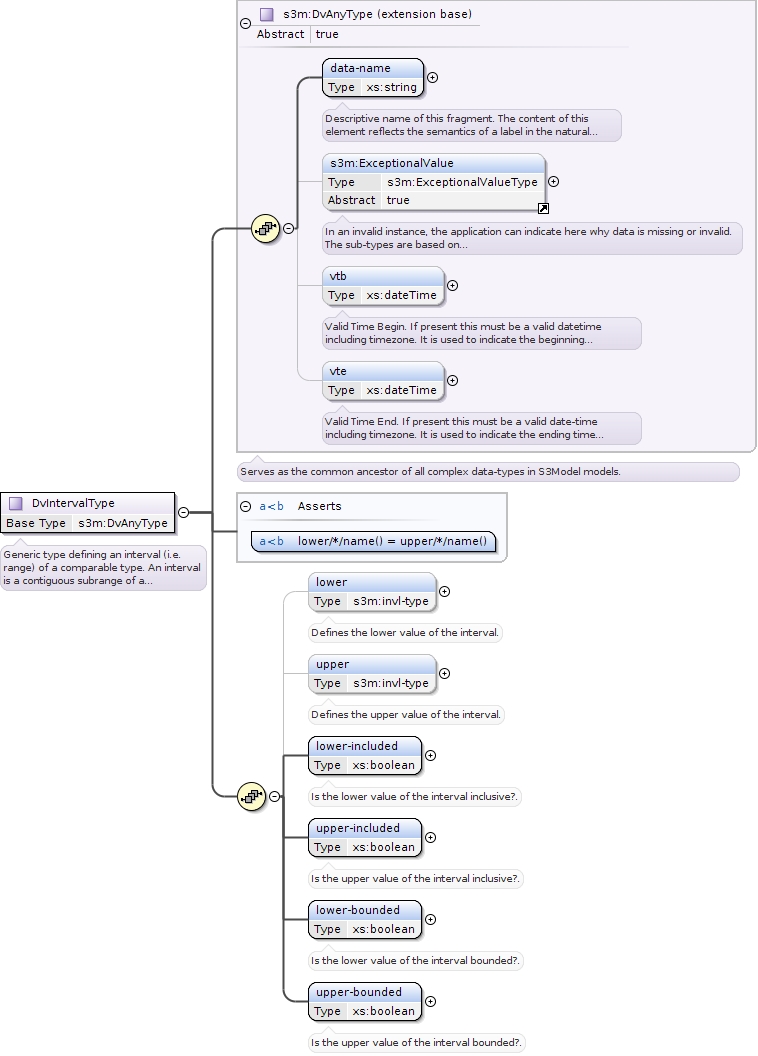 s3m:DvAnyType (extension base)
Abstract true
data-name
Type xs:string
Descriptive name of this fragment. The content of this
element reflects the semantics of a label in the natural...
s3m:ExceptionalValue
Type s3m:ExceptionalValueType
Abstract true
In an invalid instance, the application can indicate here why data is missing or invalid.
The sub-types are based on...
vtb
Type xs:dateTime
Valid Time Begin. If present this must be a valid datetime
including timezone. It is used to indicate the beginning...
vte
Type xs:dateTime
Valid Time End. If present this must be a valid date-time
including timezone. It is used to indicate the ending time...
Serves as the common ancestor of all complex data-types in S3Model models.
DvIntervalType
Base Type s3m:DvAnyType
Generic type defining an interval (i.e.
range) of a comparable type. An interval
is a contiguous subrange of a...
a<b Asserts
a<b lower/*/name() = upper/*/name()
lower
Type s3m:invl-type
Defines the lower value of the interval.
upper
Type s3m:invl-type
Defines the upper value of the interval.
lower-included
Type xs:boolean
Is the lower value of the interval inclusive?.
upper-included
Type xs:boolean
Is the upper value of the interval inclusive?.
lower-bounded
Type xs:boolean
Is the lower value of the interval bounded?.
upper-bounded
Type xs:boolean
Is the upper value of the interval bounded?.